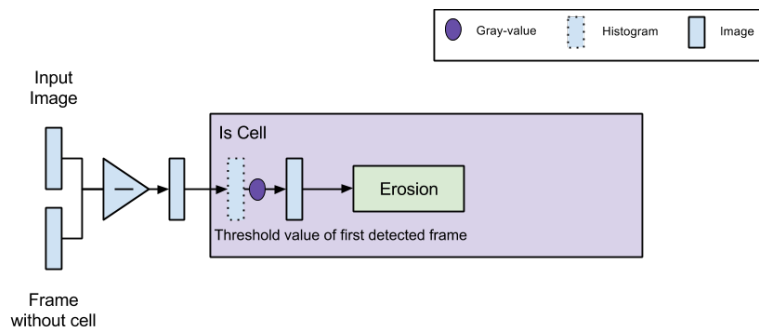 Gray-value
Histogram
Image
Input
Image
Is Cell
Erosion
Threshold value of first detected frame
Frame
without cell